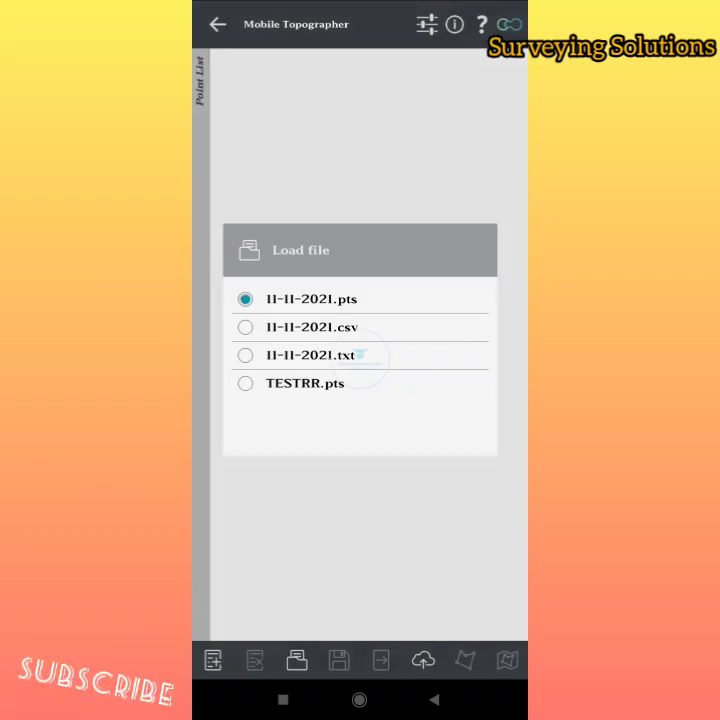 Mobile Topographer
?
Surveying Solutions
Point List
Load file
11-11-2021.pts
11-11-2021.csv
11-11-2021.txt
TESTRR.pts
SUBSCRIBE